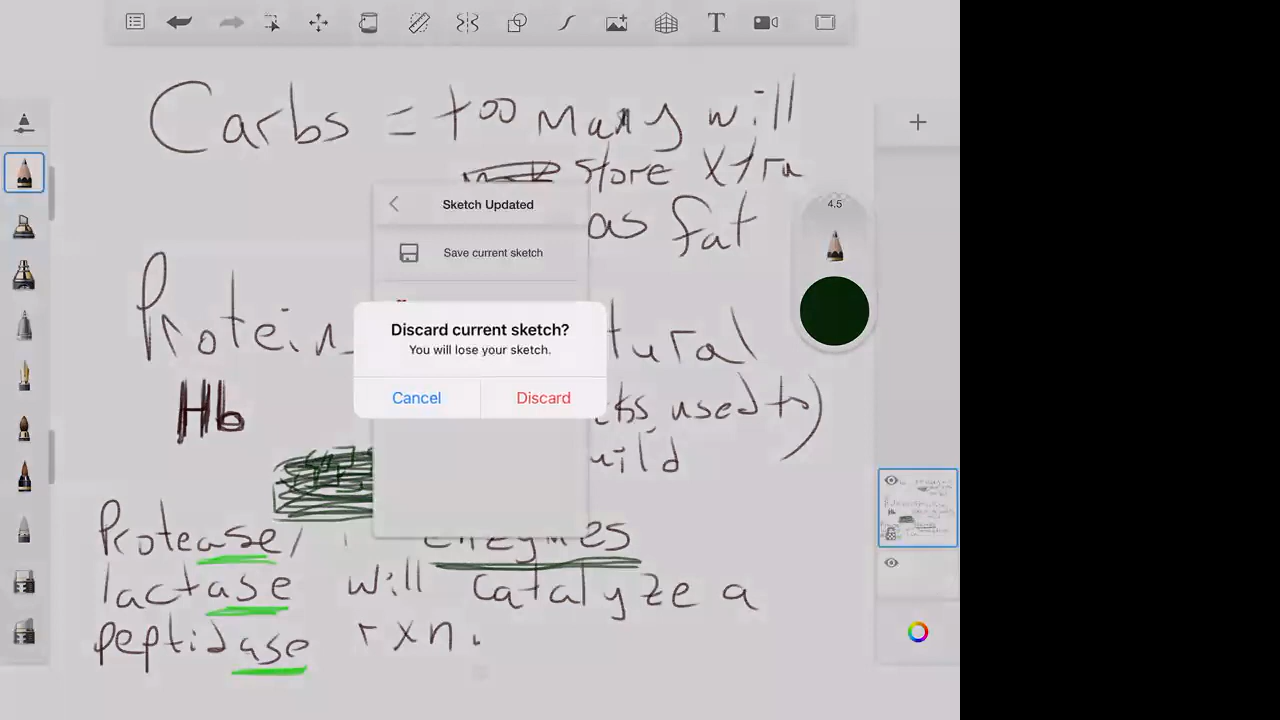 Carbs = too many will
store Xtra
as fat
4.5
Sketch Updated
Save current sketch
Discard current sketch?
You will lose your sketch.
Cancel
Discard
Protein
tural
Hb
used to)
Protease/ enzymes
lactase will catalyze a
peptidase rxn.